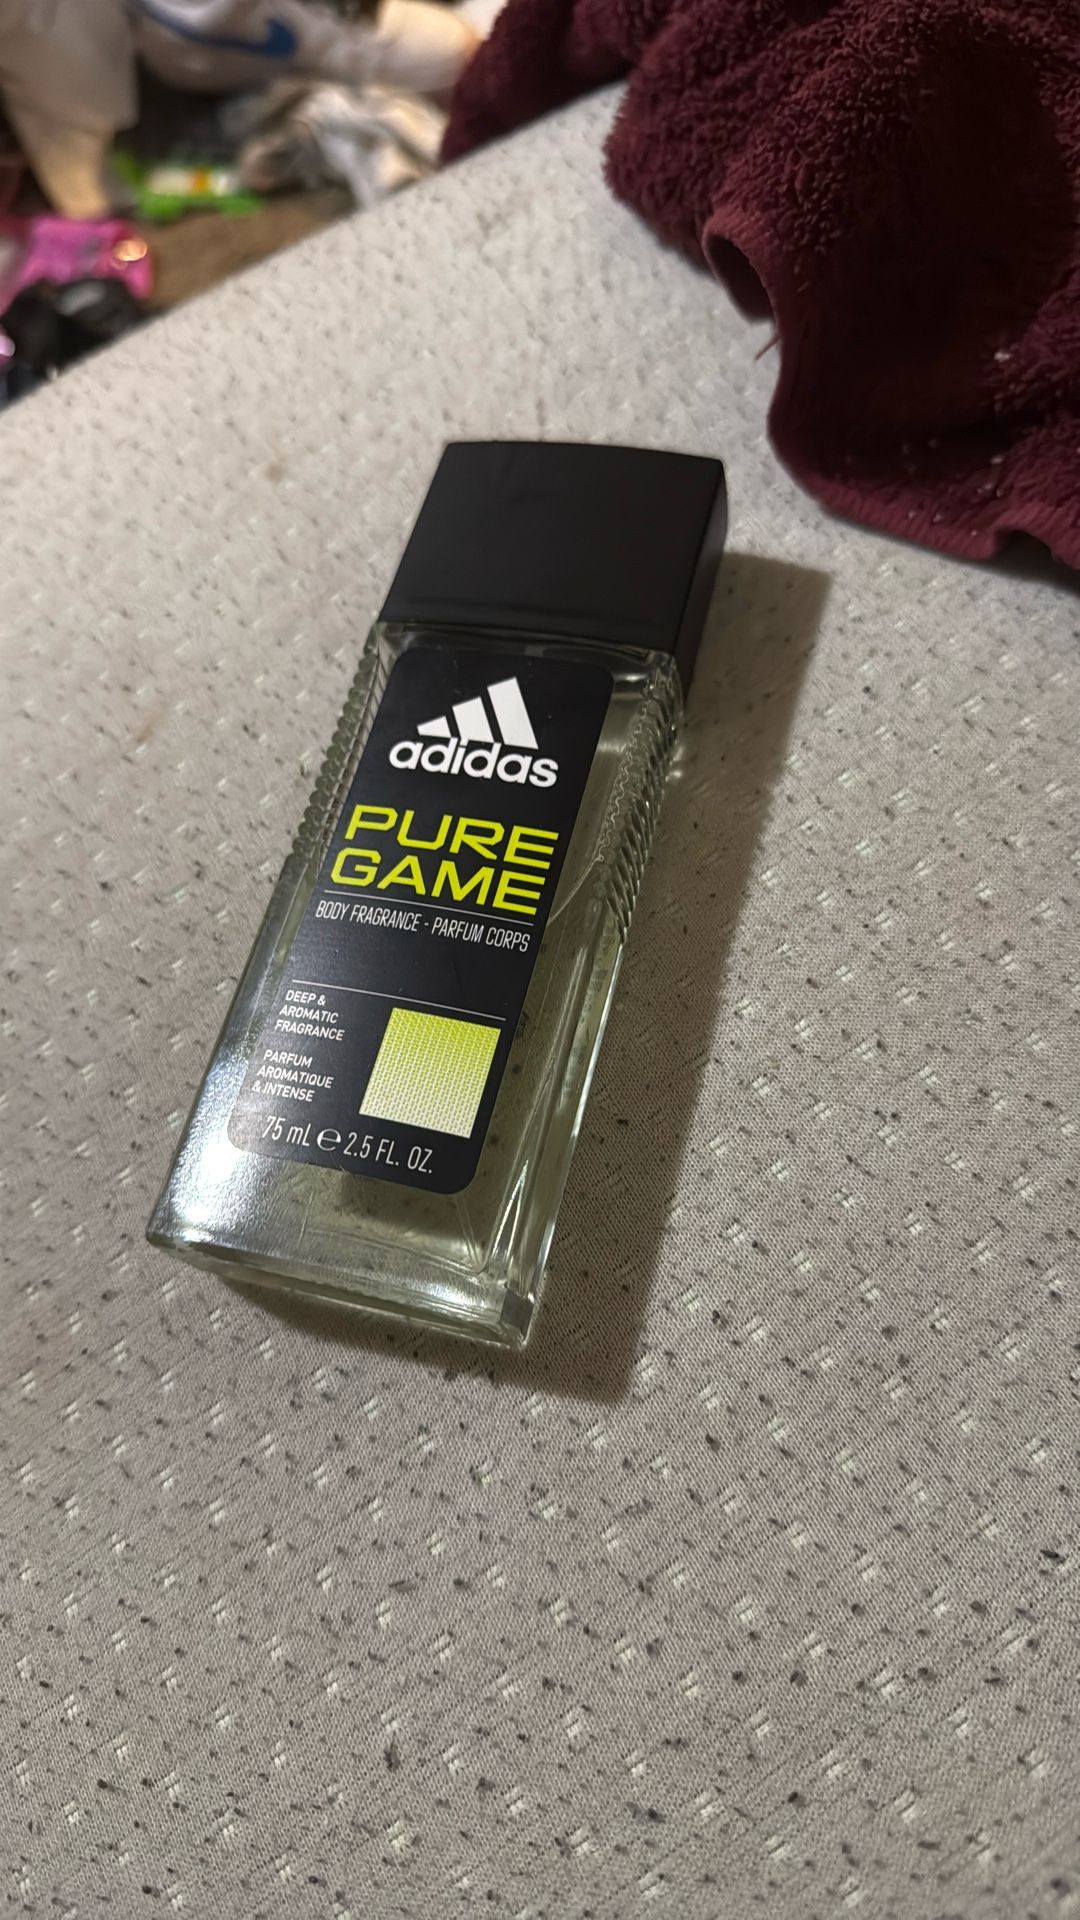 adidas
PURE
GAME
BODY FRAGRANCE - PARFUM CORPS
DEEP &
AROMATIC
FRAGRANCE
PARFUM
AROMATIQUE
& INTENSE
75 mL ℮ 2.5 FL. OZ.